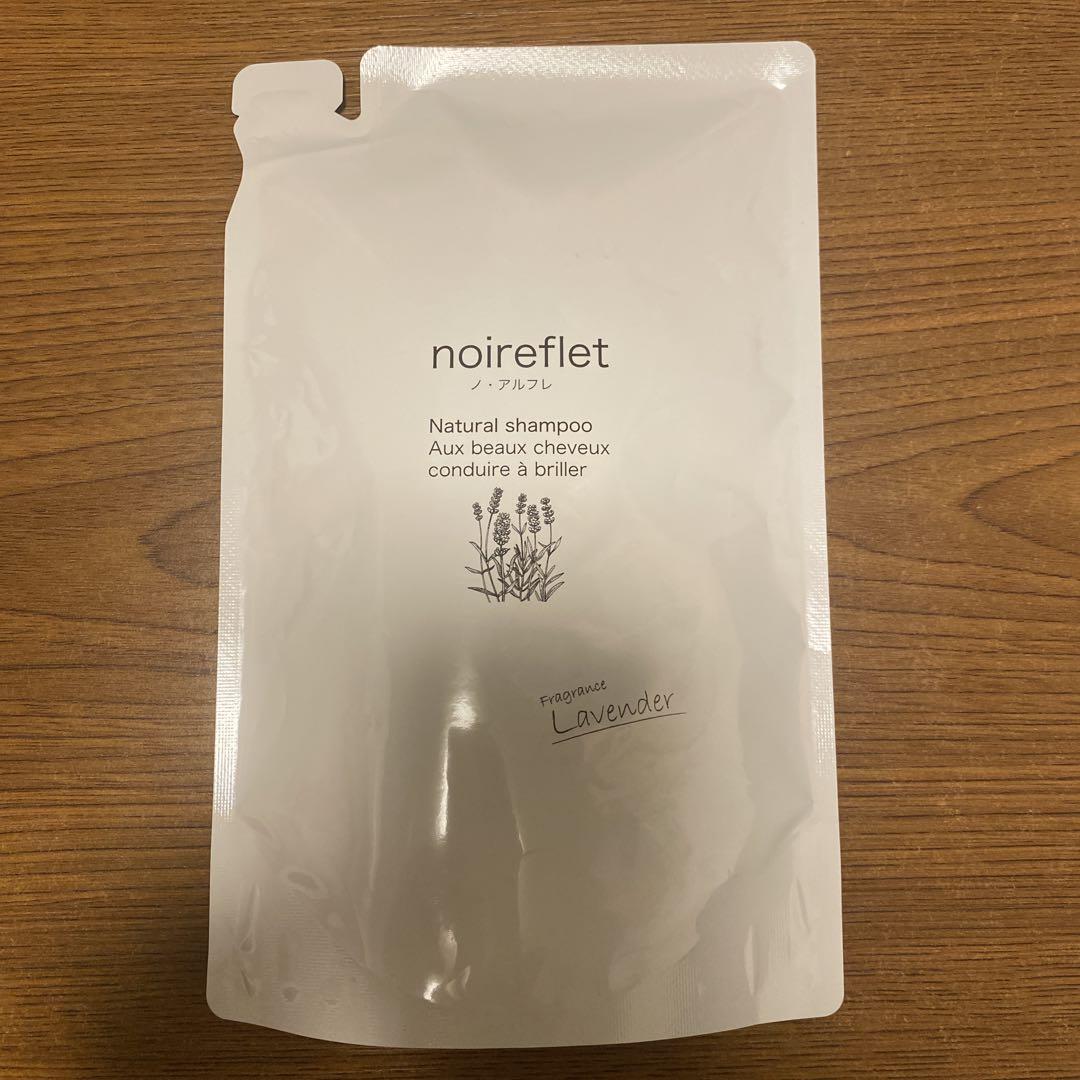 noireflet
ノ・アルフレ
Natural shampoo
Aux beaux cheveux
conduire à briller
Fragrance
Lavender